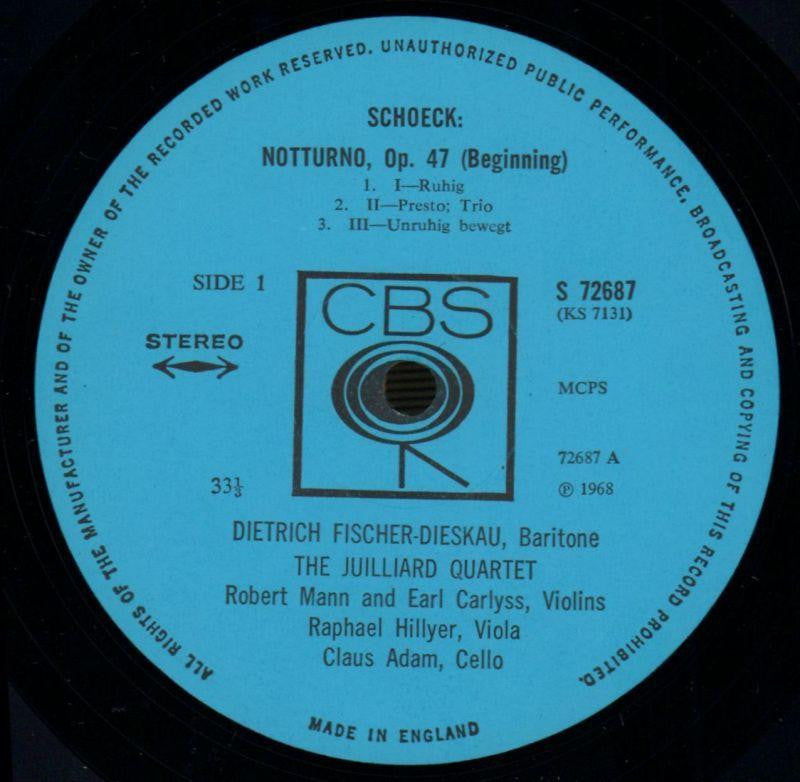 ALL RIGHTS OF THE MANUFACTURER AND OF THE OWNER OF THE RECORDED WORK RESERVED. UNAUTHORIZED PUBLIC PERFORMANCE, BROADCASTING AND COPYING OF THIS RECORD PROHIBITED.
SCHOECK:
NOTTURNO, Op. 47 (Beginning)
1. I—Ruhig
2. II—Presto; Trio
3. III—Unruhig bewegt
SIDE 1
STEREO
33⅓
CBS
S 72687
(KS 7131)
MCPS
72687 A
℗ 1968
DIETRICH FISCHER-DIESKAU, Baritone
THE JUILLIARD QUARTET
Robert Mann and Earl Carlyss, Violins
Raphael Hillyer, Viola
Claus Adam, Cello
MADE IN ENGLAND